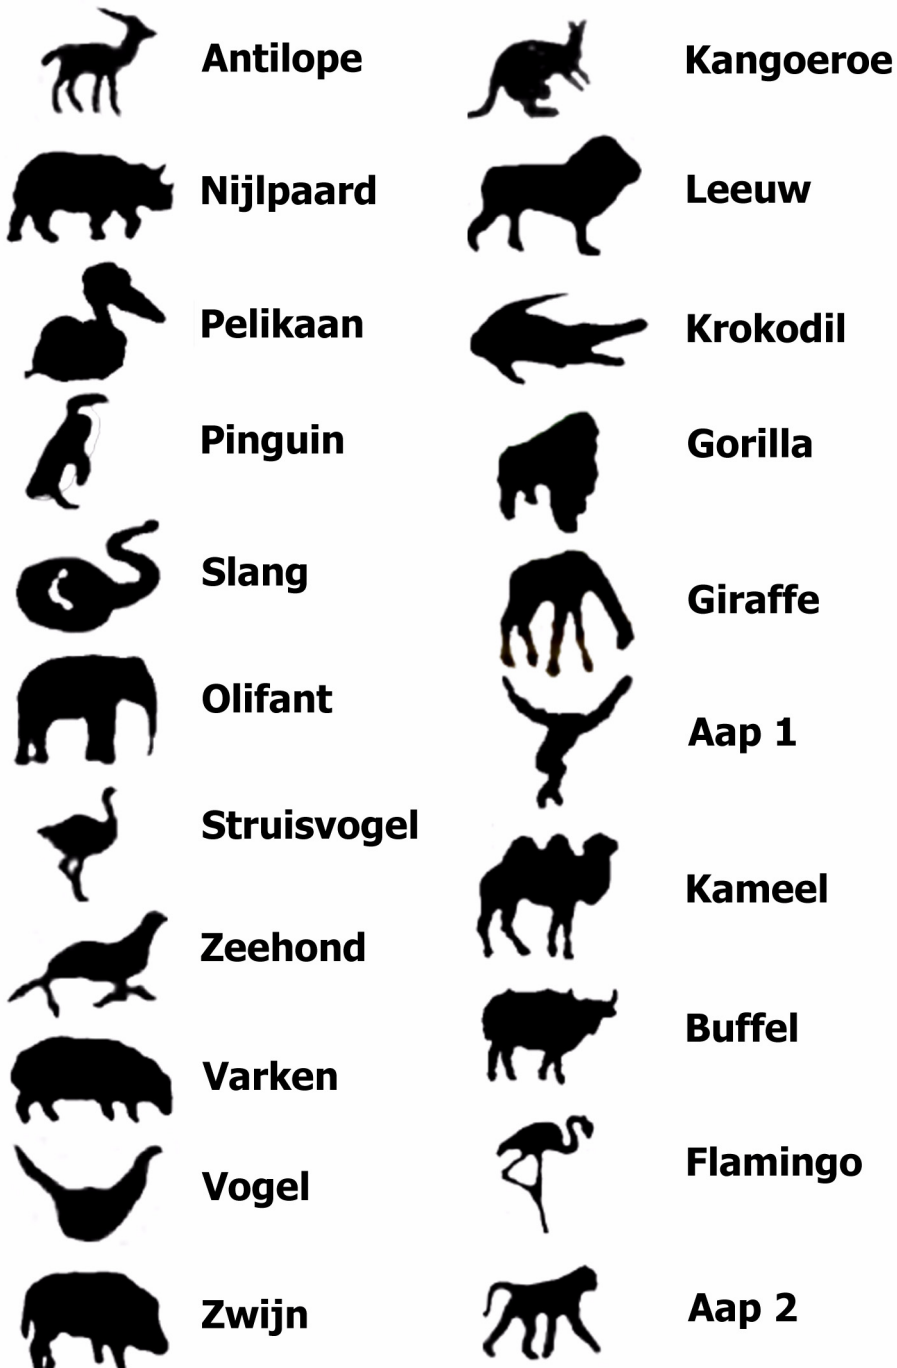 Antilope
Nijlpaard
Pelikaan
Pinguin
Slang
Olifant
Struisvogel
Zeehond
Varken
Vogel
Zwijn
Kangoeroe
Leeuw
Krokodil
Gorilla
Giraffe
Aap 1
Kameel
Buffel
Flamingo
Aap 2